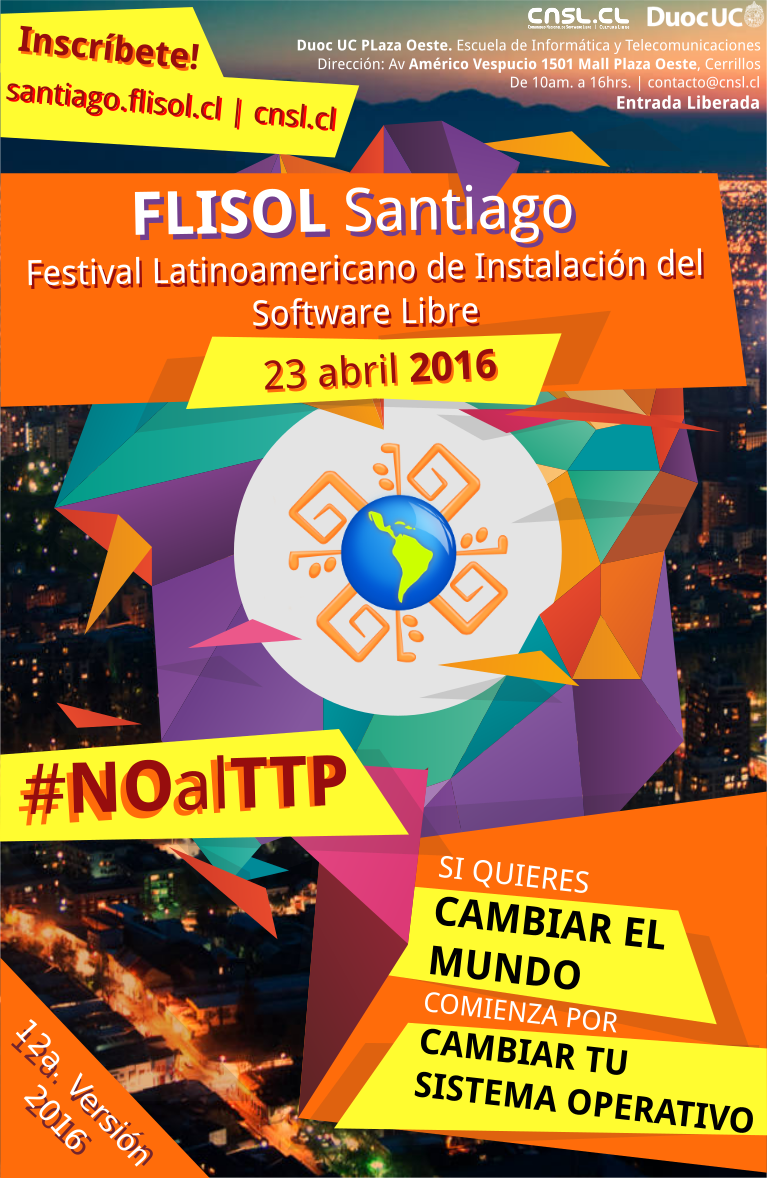 Inscríbete!
santiago.flisol.cl | cnsl.cl
CNSL.CL
DuocUC
Duoc UC PLaza Oeste. Escuela de Informática y Telecomunicaciones
Dirección: Av Américo Vespucio 1501 Mall Plaza Oeste, Cerrillos
De 10am. a 16hrs. | contacto@cnsl.cl
Entrada Liberada
FLISOL Santiago
Festival Latinoamericano de Instalación del
Software Libre
23 abril 2016
#NOalTTP
SI QUIERES
CAMBIAR EL
MUNDO
COMIENZA POR
CAMBIAR TU
SISTEMA OPERATIVO
12a. Versión
2016